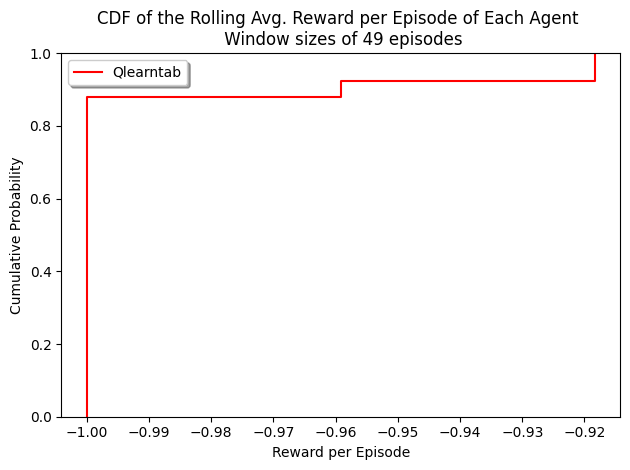 CDF of the Rolling Avg. Reward per Episode of Each Agent
Window sizes of 49 episodes
Qlearntab
1.0
0.8
0.6
0.4
0.2
0.0
Cumulative Probability
−1.00 −0.99 −0.98 −0.97 −0.96 −0.95 −0.94 −0.93 −0.92
Reward per Episode